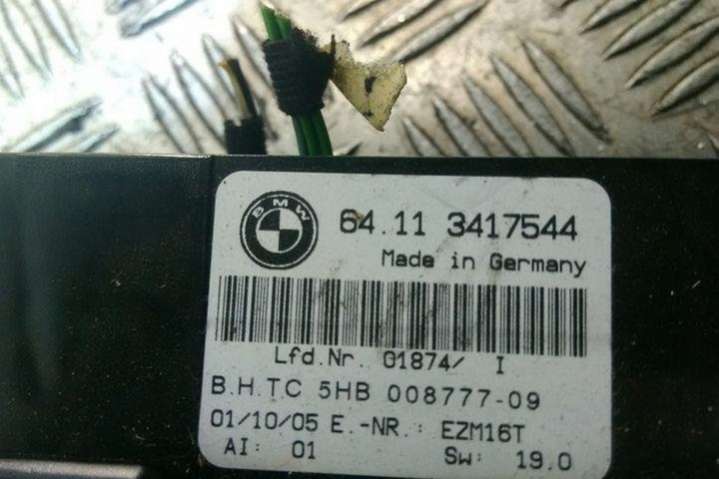 BMW
64.11 3417544
Made in Germany
Lfd.Nr. 01874/ I
B.H.TC 5HB 008777-09
01/10/05 E.-NR.: EZM16T
AI: 01 Sw: 19.0